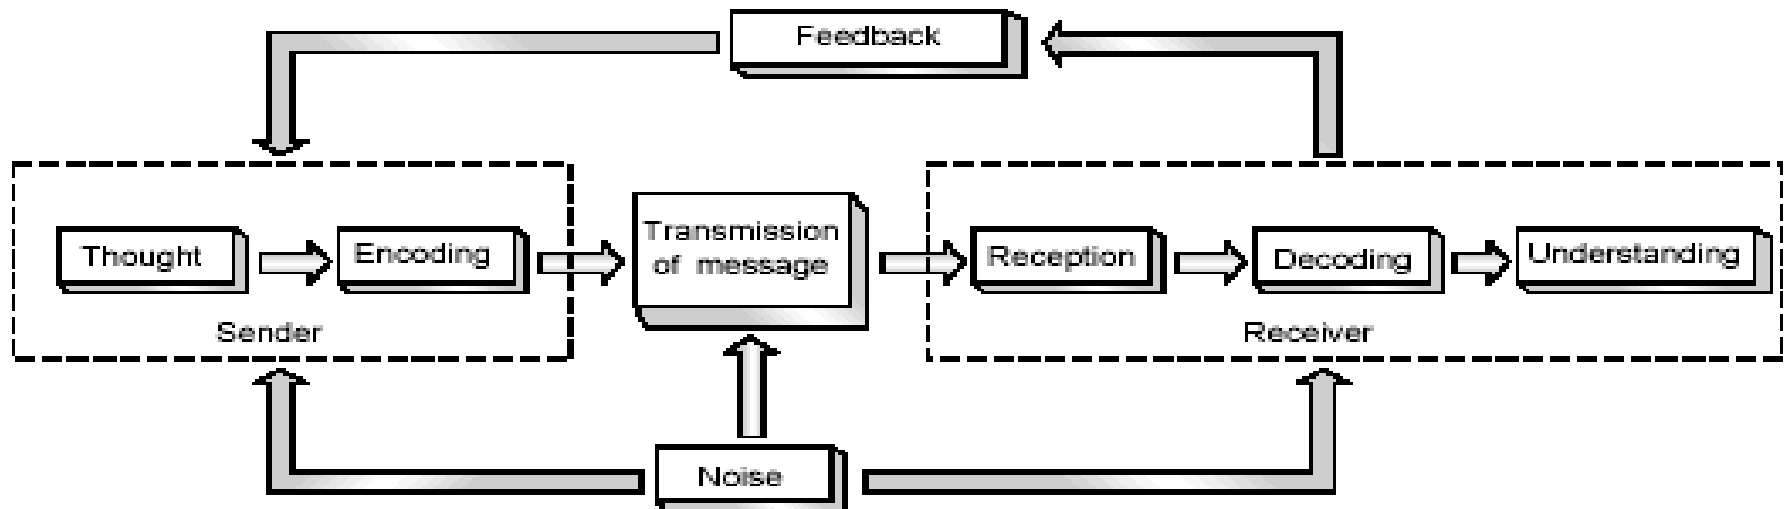 Feedback
Thought
Encoding
Transmission
of message
Reception
Decoding
Understanding
Sender
Receiver
Noise